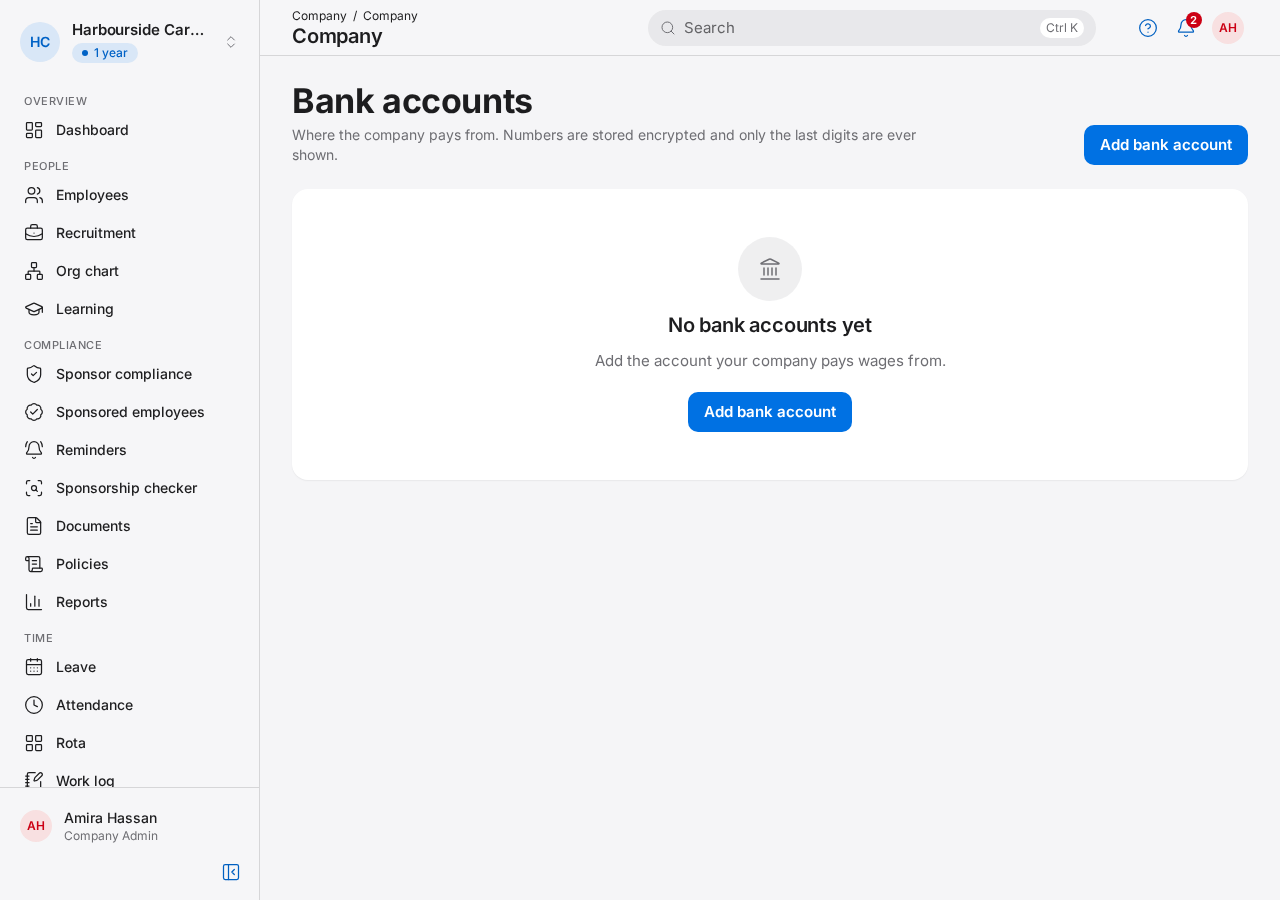 HC
Harbourside Car...
1 year
OVERVIEW
Dashboard
PEOPLE
Employees
Recruitment
Org chart
Learning
COMPLIANCE
Sponsor compliance
Sponsored employees
Reminders
Sponsorship checker
Documents
Policies
Reports
TIME
Leave
Attendance
Rota
Work log
AH
Amira Hassan
Company Admin
Company / Company
Company
Search
Ctrl K
2
AH
Bank accounts
Where the company pays from. Numbers are stored encrypted and only the last digits are ever
shown.
Add bank account
No bank accounts yet
Add the account your company pays wages from.
Add bank account